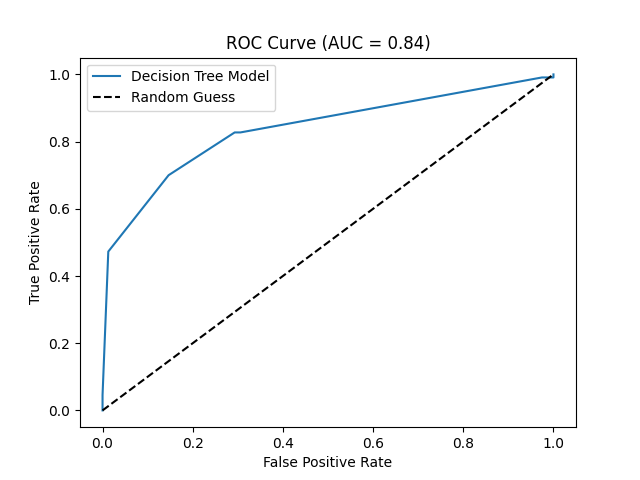 ROC Curve (AUC = 0.84)
Decision Tree Model
Random Guess
True Positive Rate
1.0
0.8
0.6
0.4
0.2
0.0
0.0 0.2 0.4 0.6 0.8 1.0
False Positive Rate